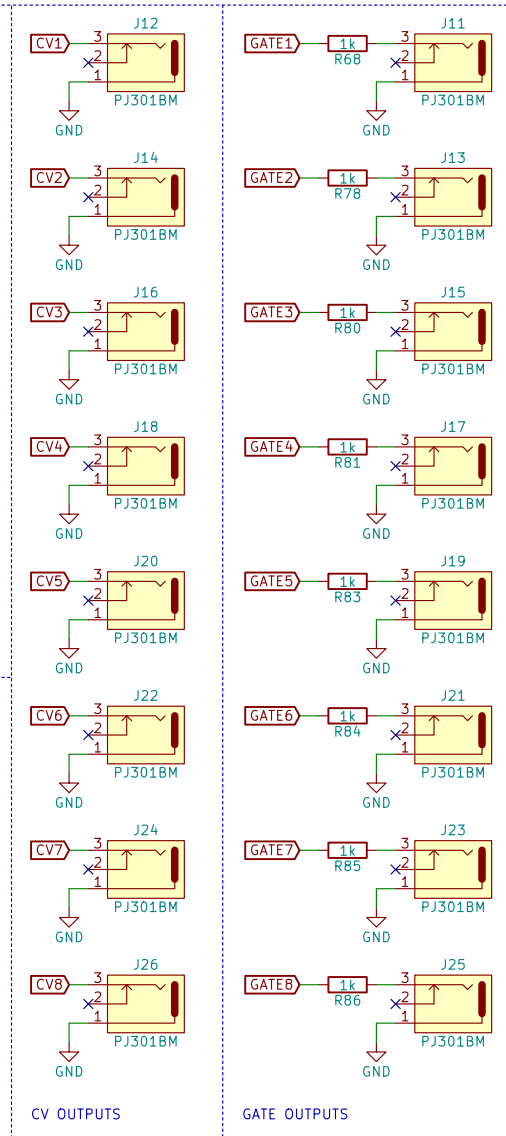 J12
CV1 3
2
1
PJ301BM
GND
J11
GATE1 1k 3
R68 2
1
PJ301BM
GND
J14
CV2 3
2
1
PJ301BM
GND
J13
GATE2 1k 3
R78 2
1
PJ301BM
GND
J16
CV3 3
2
1
PJ301BM
GND
J15
GATE3 1k 3
R80 2
1
PJ301BM
GND
J18
CV4 3
2
1
PJ301BM
GND
J17
GATE4 1k 3
R81 2
1
PJ301BM
GND
J20
CV5 3
2
1
PJ301BM
GND
J19
GATE5 1k 3
R83 2
1
PJ301BM
GND
J22
CV6 3
2
1
PJ301BM
GND
J21
GATE6 1k 3
R84 2
1
PJ301BM
GND
J24
CV7 3
2
1
PJ301BM
GND
J23
GATE7 1k 3
R85 2
1
PJ301BM
GND
J26
CV8 3
2
1
PJ301BM
GND
J25
GATE8 1k 3
R86 2
1
PJ301BM
GND
CV OUTPUTS
GATE OUTPUTS